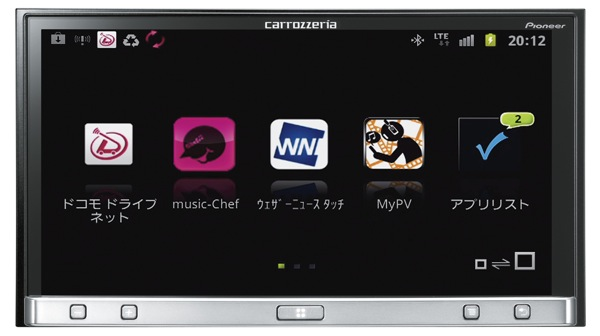 carrozzeria
Pioneer
LTE
20:12
WN
2
ドコモ ドライブ
ネット
music-Chef
ウェザーニュース タッチ
MyPV
アプリリスト